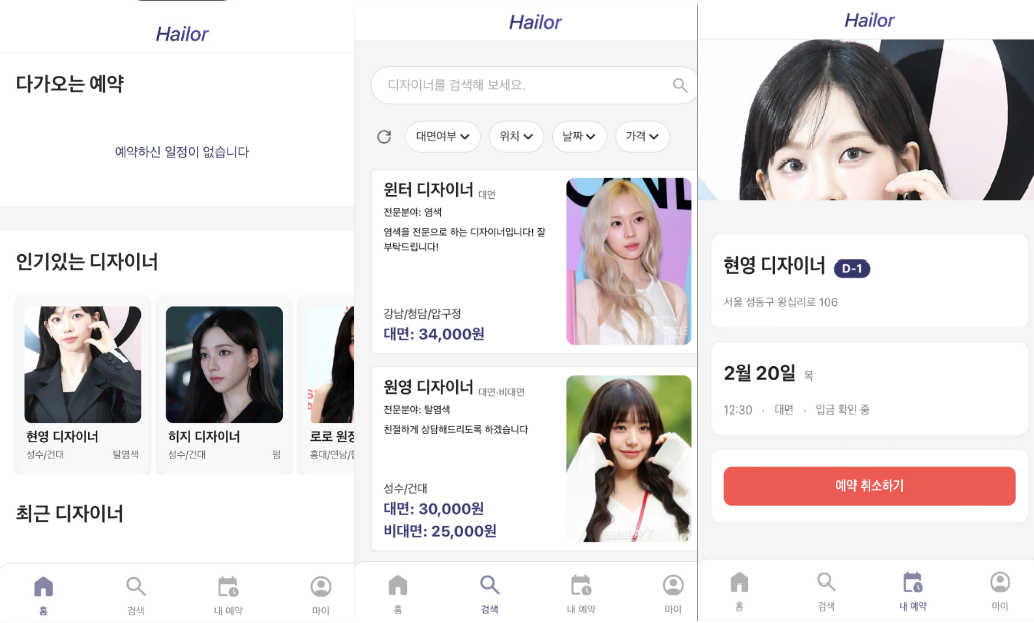 Hailor
다가오는 예약
예약하신 일정이 없습니다
인기있는 디자이너
현영 디자이너
성수/건대 탈염색
히지 디자이너
성수/건대 펌
로로 원장
최근 디자이너
홈 검색 내 예약 마이
Hailor
디자이너를 검색해 보세요.
대면여부 위치 날짜 가격
윈터 디자이너 대면
전문분야: 염색
염색을 전문으로 하는 디자이너입니다! 잘
부탁드립니다!
강남/청담/압구정
대면: 34,000원
원영 디자이너 대면·비대면
전문분야: 탈염색
친절하게 상담해드리도록 하겠습니다
성수/건대
대면: 30,000원
비대면: 25,000원
홈 검색 내 예약 마이
Hailor
현영 디자이너 D-1
서울 성동구 왕십리로 106
2월 20일 목
12:30 · 대면 · 입금 확인 중
예약 취소하기
홈 검색 내 예약 마이